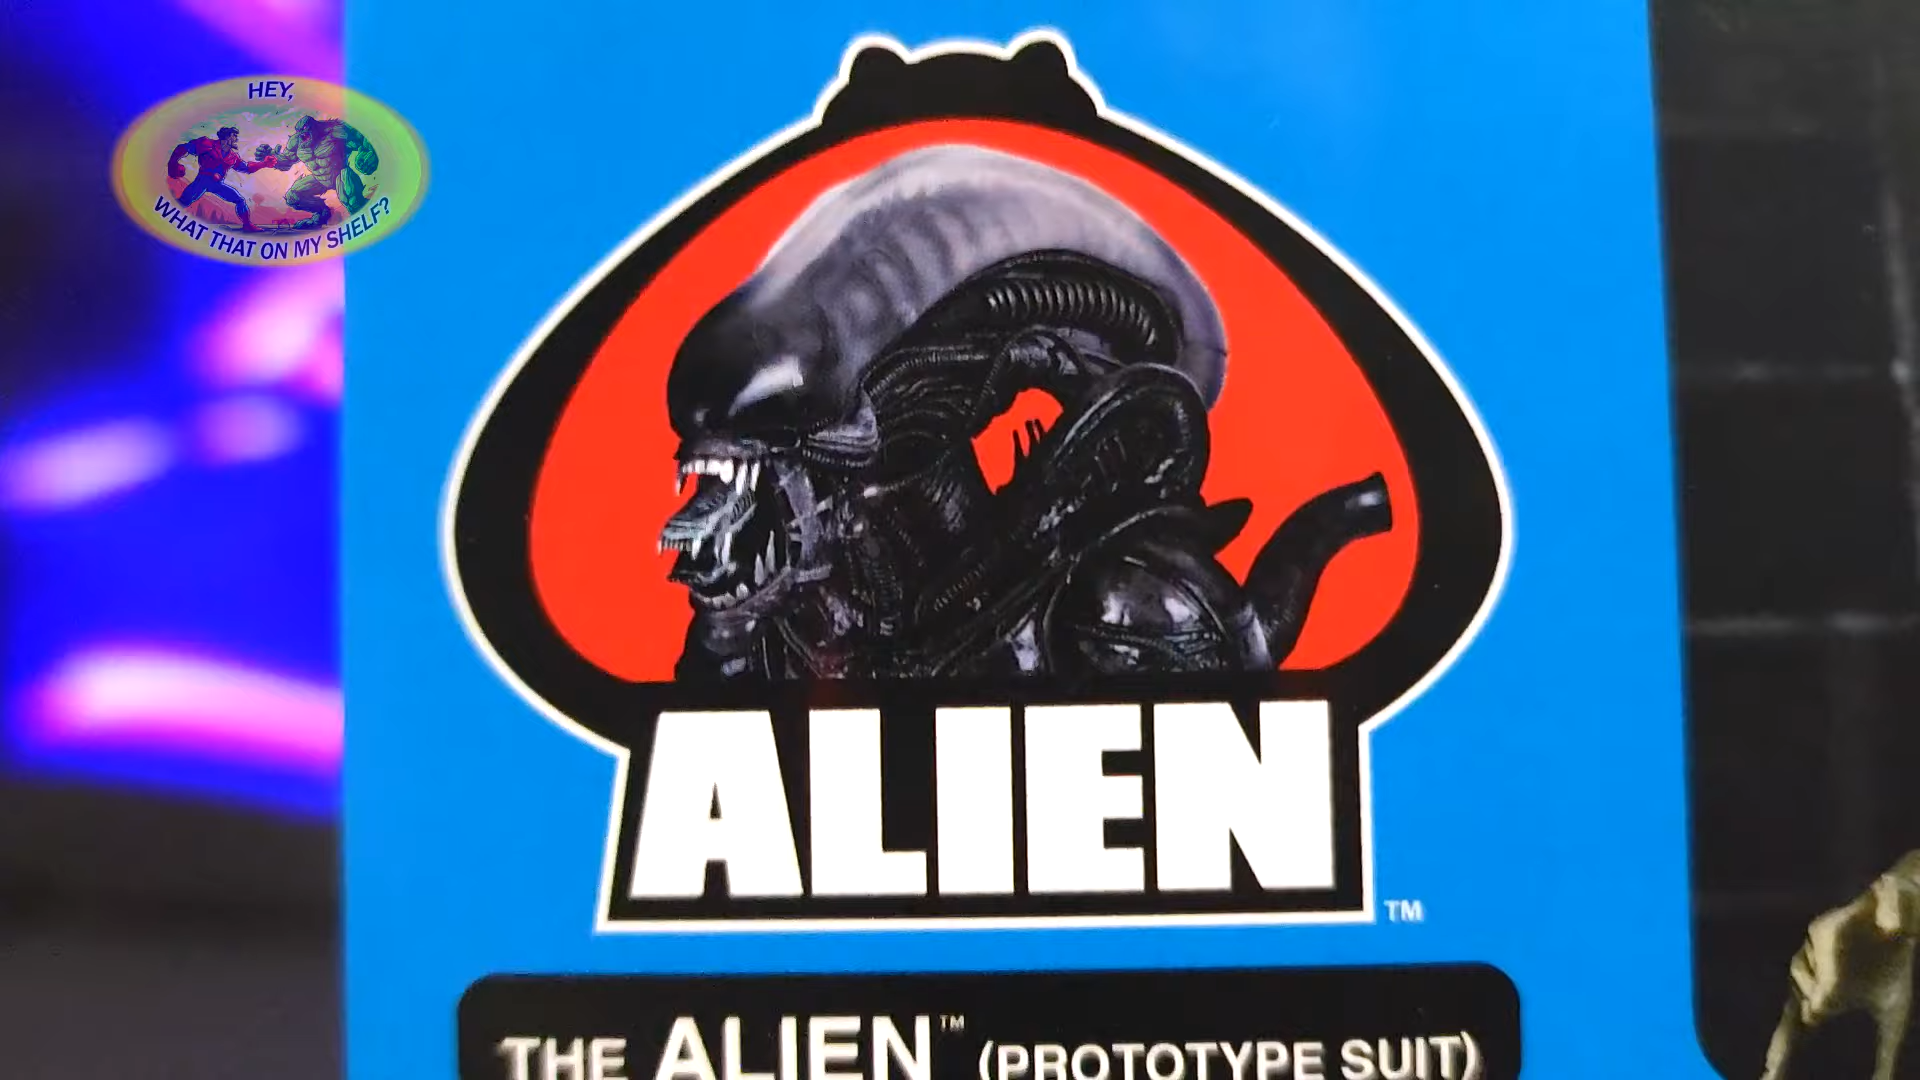 HEY,
WHAT THAT ON MY SHELF?
ALIEN
TM
THE ALIEN™ (PROTOTYPE SUIT)